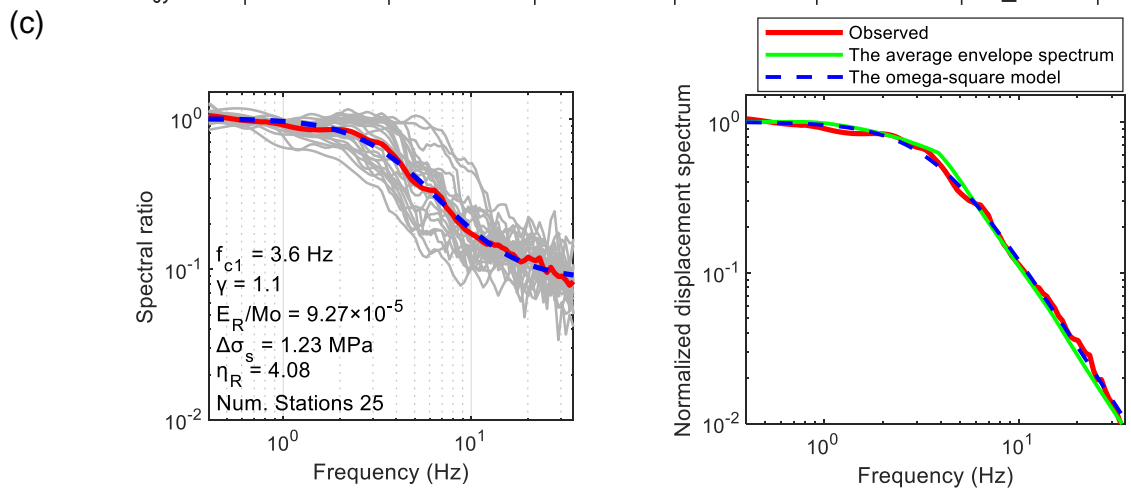 (c)
Observed
The average envelope spectrum
The omega-square model
Spectral ratio
10^0
10^-1
10^-2
f_c1 = 3.6 Hz
γ = 1.1
E_R/Mo = 9.27×10^-5
Δσ_s = 1.23 MPa
η_R = 4.08
Num. Stations 25
10^0
10^1
Frequency (Hz)
Normalized displacement spectrum
10^0
10^-1
10^-2
10^0
10^1
Frequency (Hz)